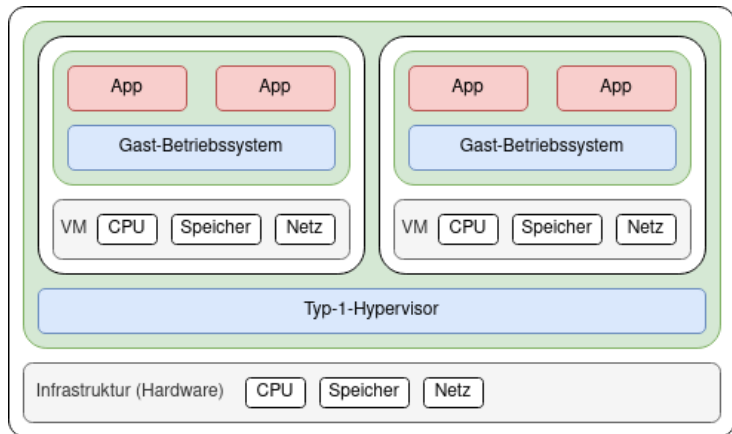 App App App App
Gast-Betriebssystem Gast-Betriebssystem
VM CPU Speicher Netz VM CPU Speicher Netz
Typ-1-Hypervisor
Infrastruktur (Hardware) CPU Speicher Netz